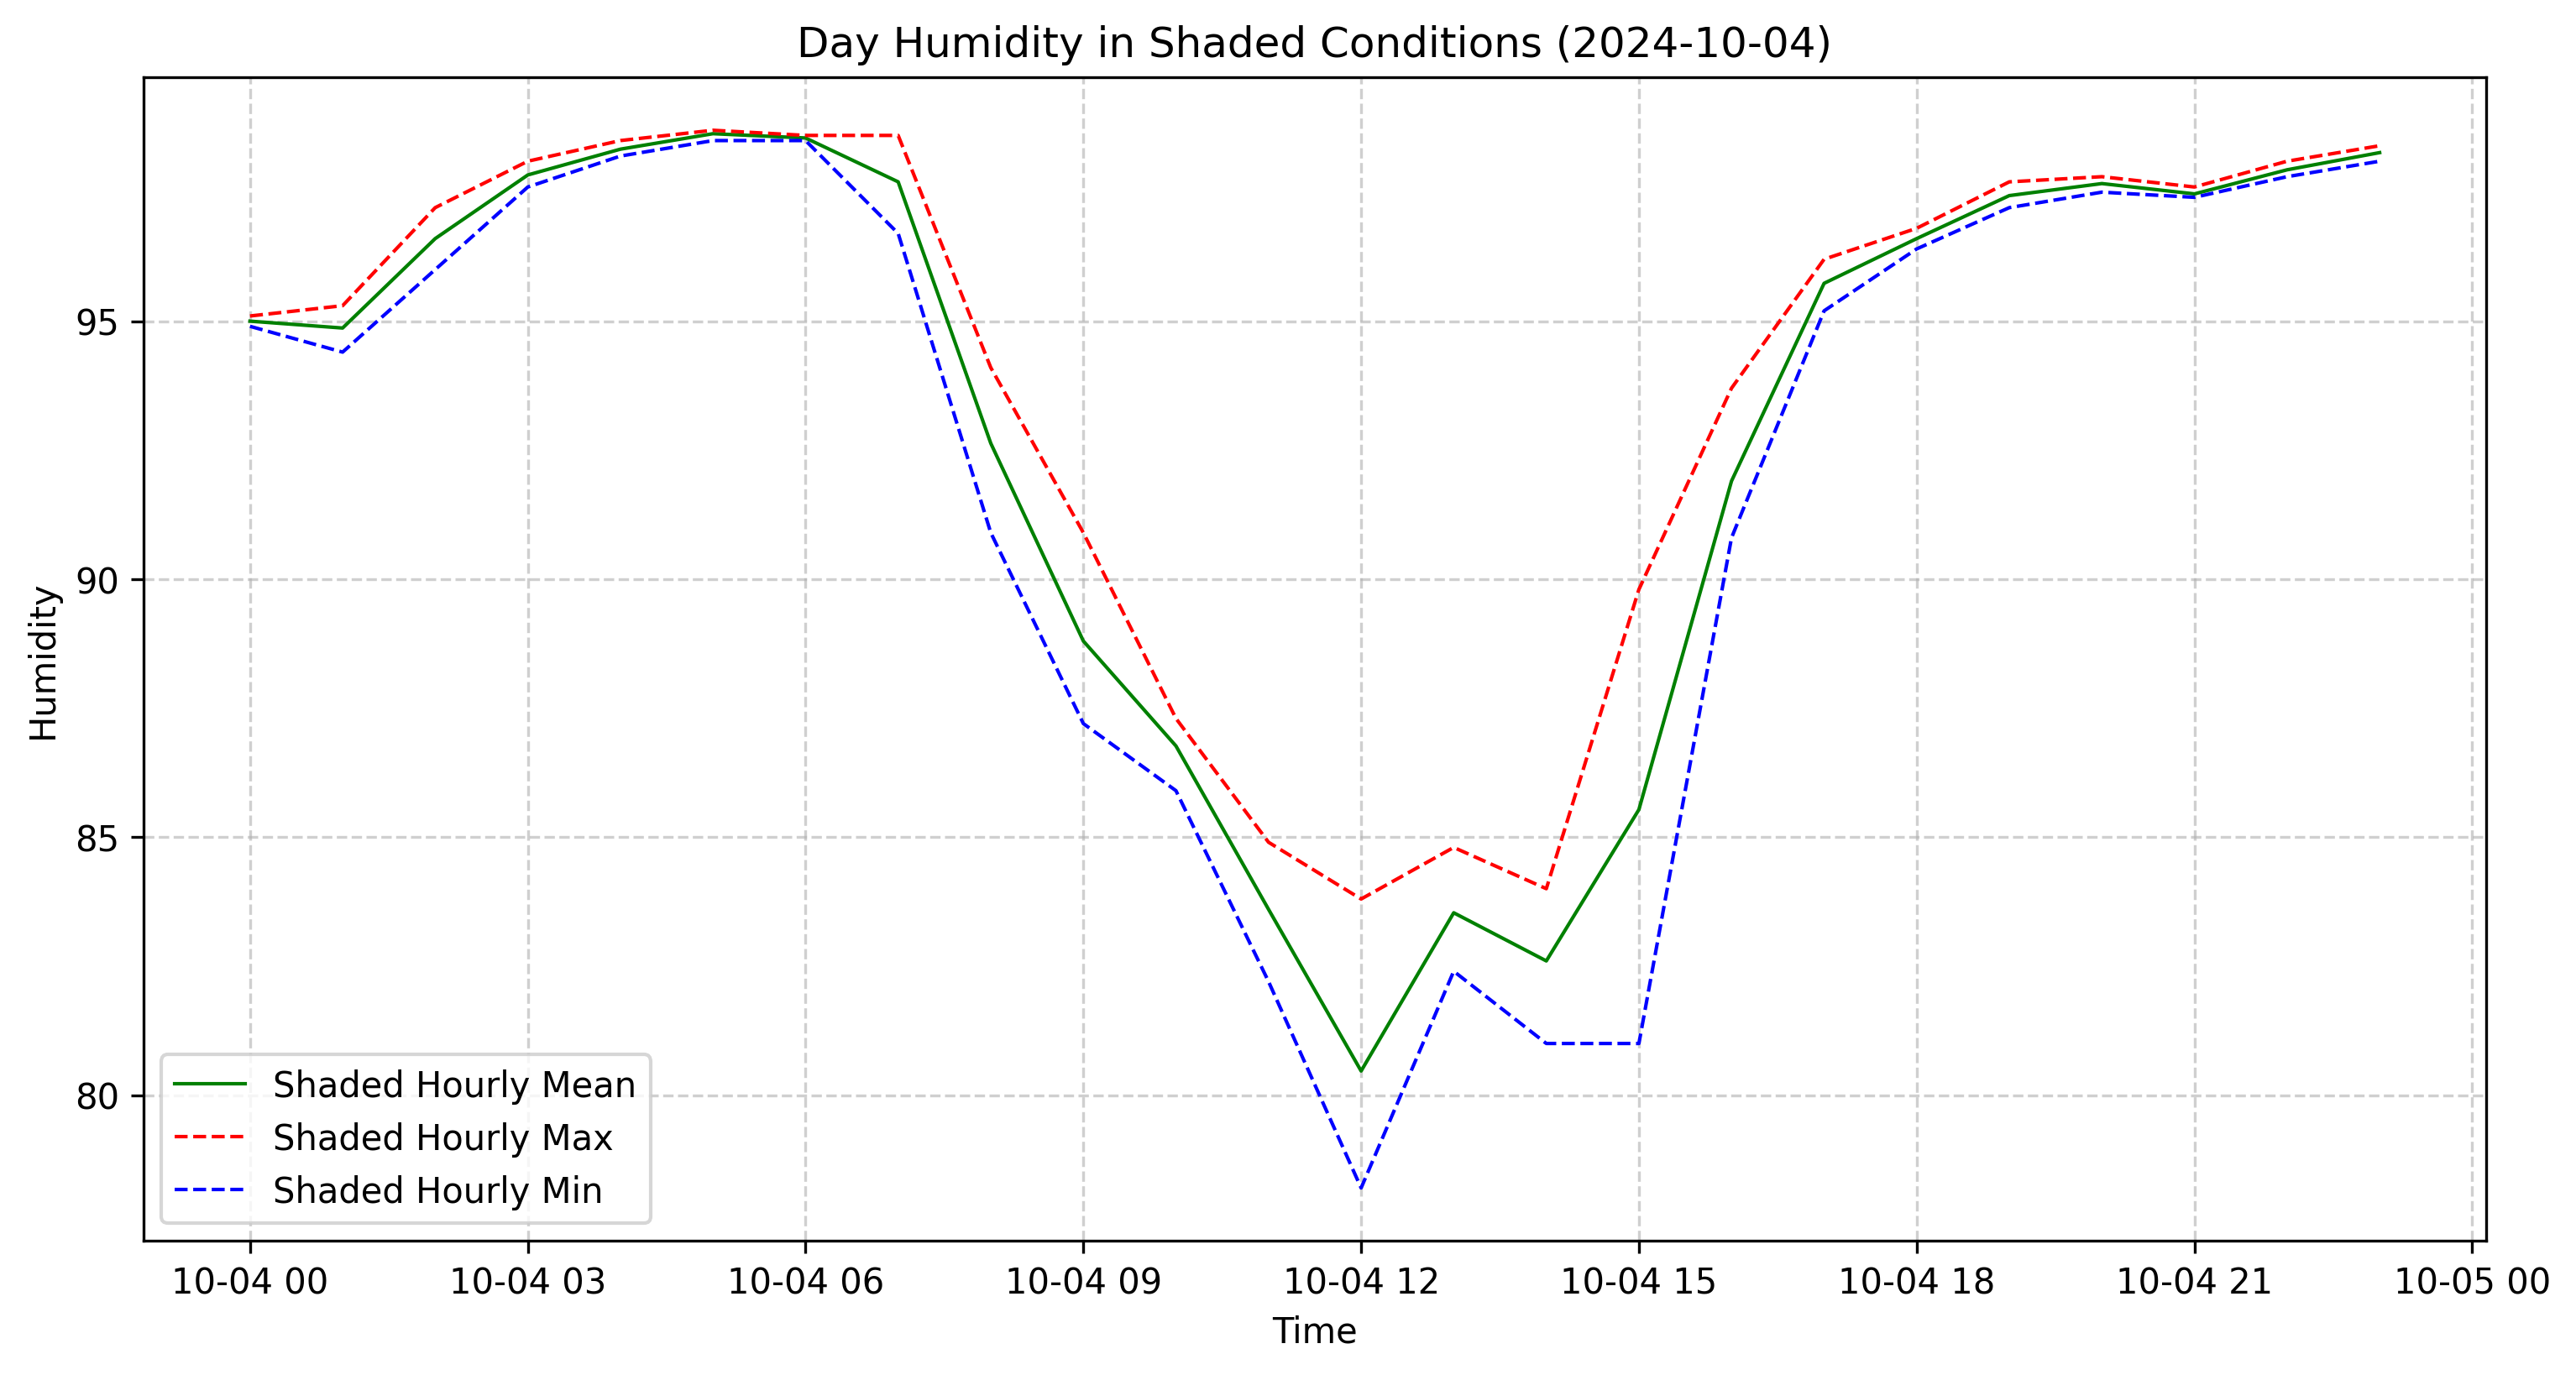 Day Humidity in Shaded Conditions (2024-10-04)
Humidity
95
90
85
80
Shaded Hourly Mean
Shaded Hourly Max
Shaded Hourly Min
10-04 00 10-04 03 10-04 06 10-04 09 10-04 12 10-04 15 10-04 18 10-04 21 10-05 00
Time